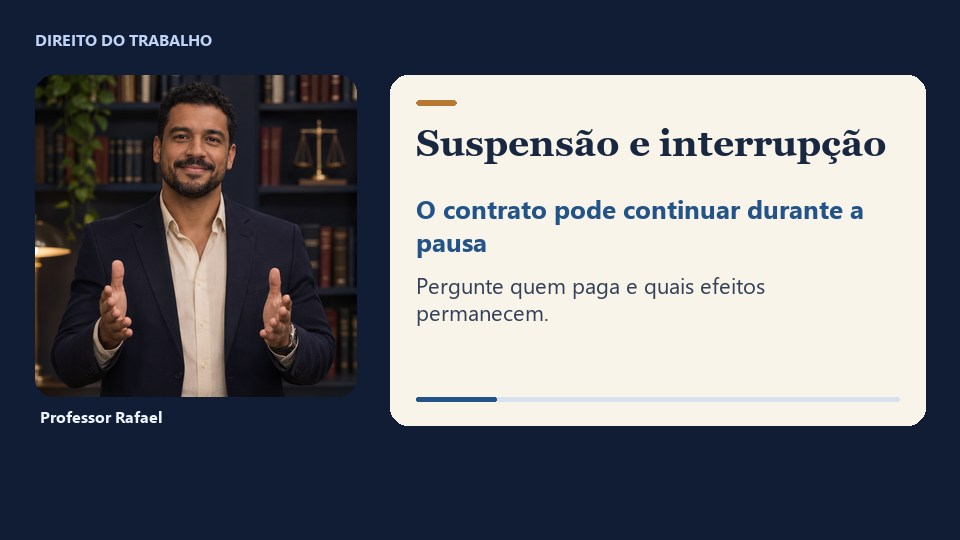 DIREITO DO TRABALHO
Suspensão e interrupção
O contrato pode continuar durante a
pausa
Pergunte quem paga e quais efeitos
permanecem.
Professor Rafael